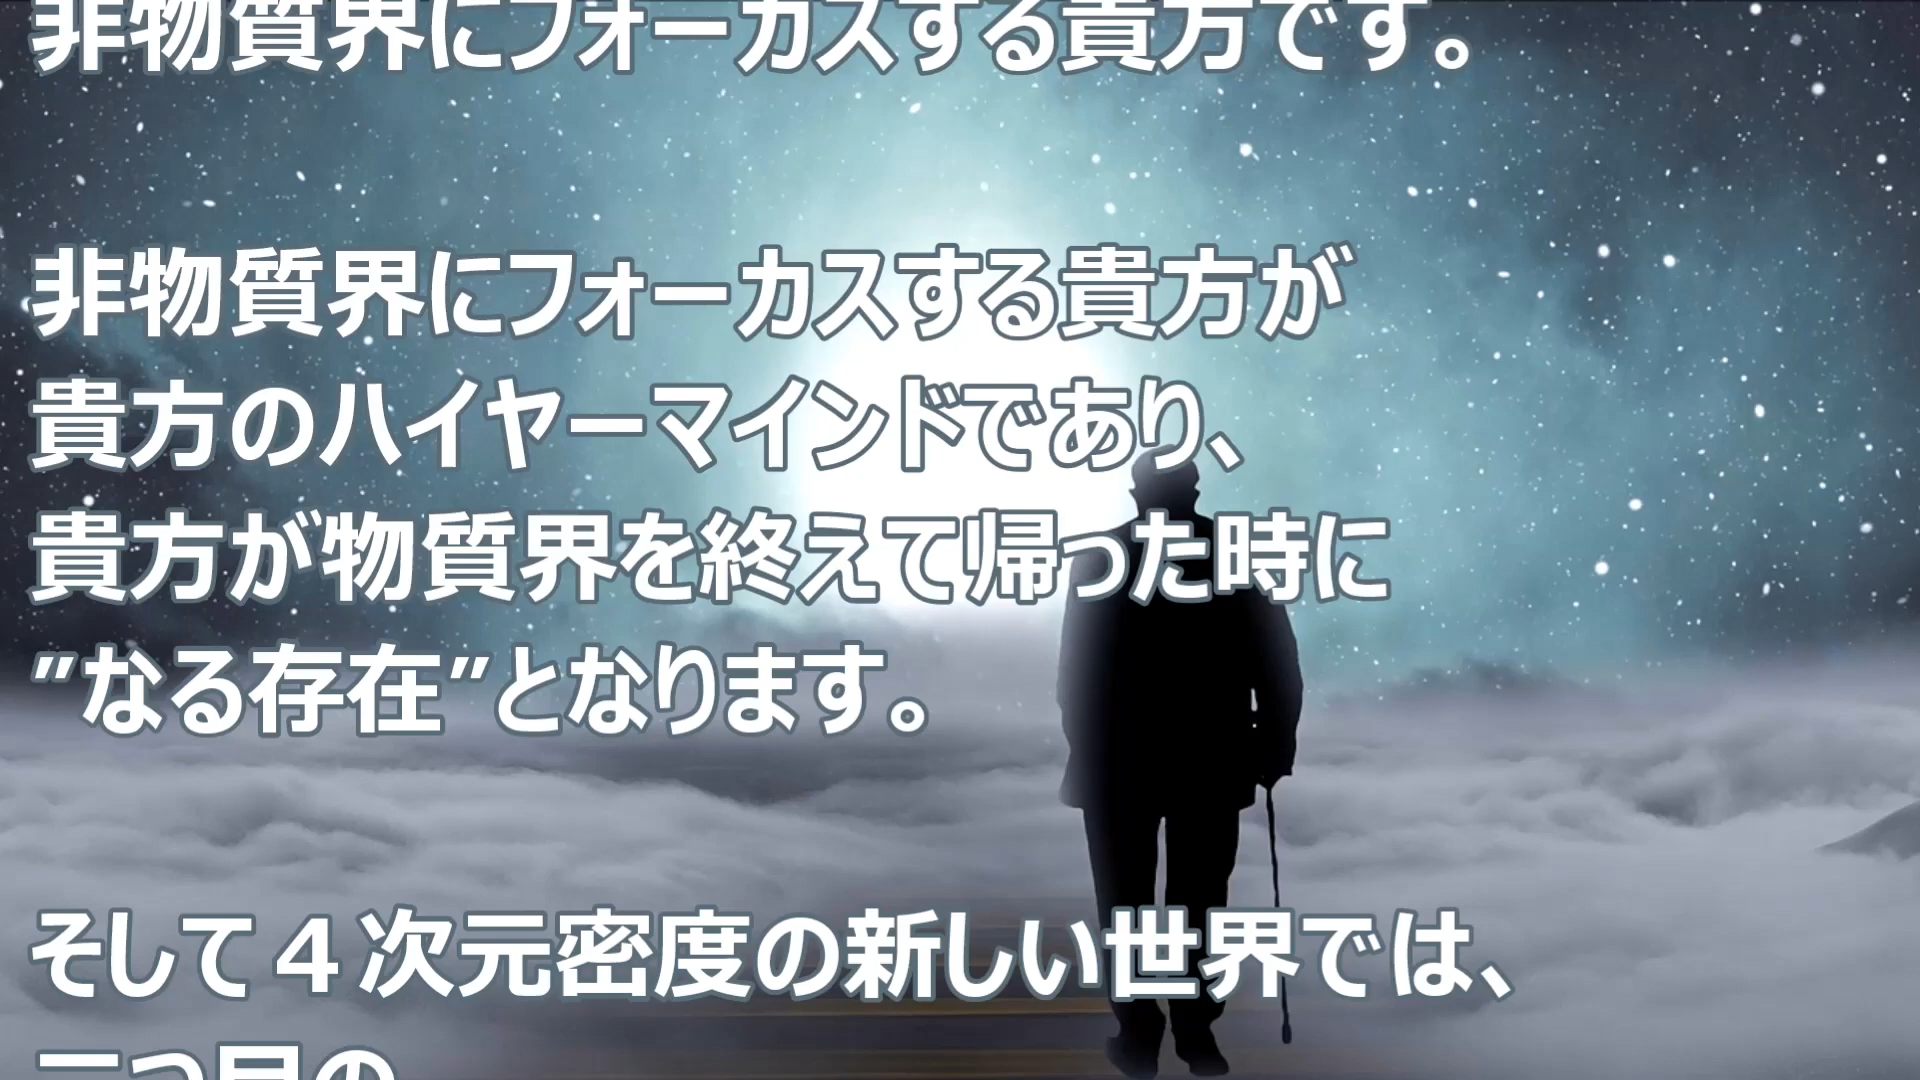 非物質界にフォーカスする貴方です。
非物質界にフォーカスする貴方が
貴方のハイヤーマインドであり、
貴方が物質界を終えて帰った時に
”なる存在”となります。
そして４次元密度の新しい世界では、